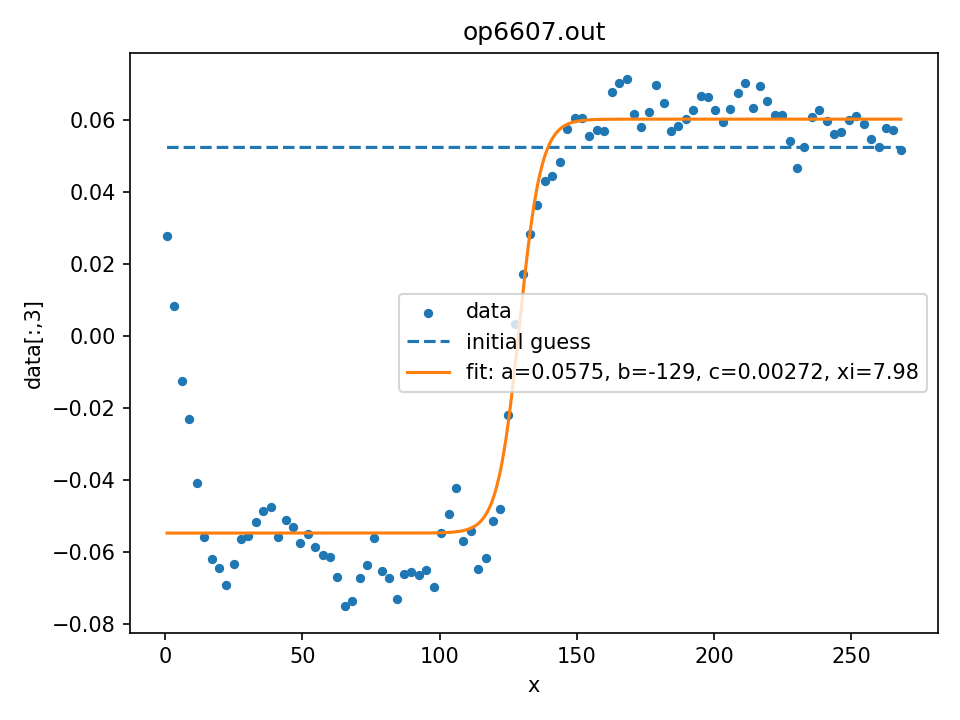 op6607.out
0.06
0.04
0.02
0.00
−0.02
−0.04
−0.06
−0.08
data[:,3]
data
initial guess
fit: a=0.0575, b=-129, c=0.00272, xi=7.98
0 50 100 150 200 250
x